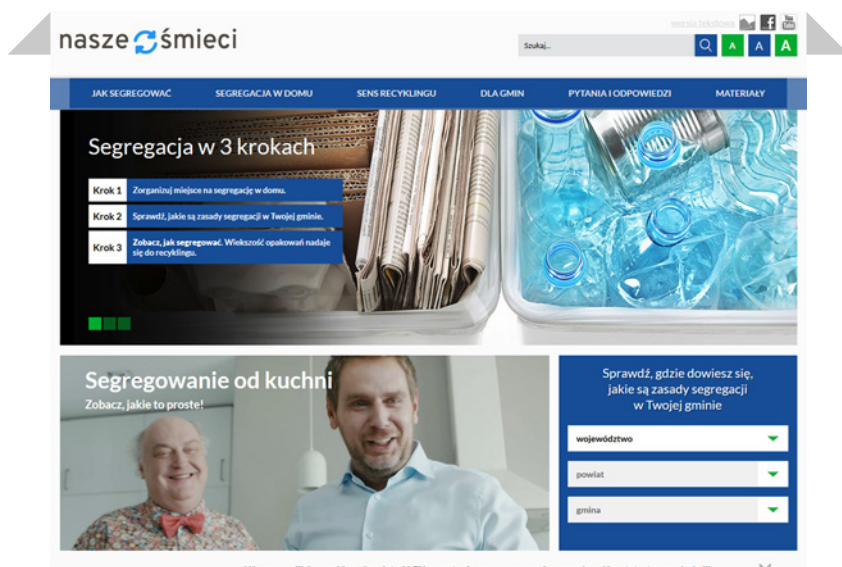 wersja tekstowa
You Tube
nasze śmieci
Szukaj...
A A A
JAK SEGREGOWAĆ SEGREGACJA W DOMU SENS RECYKLINGU DLA GMIN PYTANIA I ODPOWIEDZI MATERIAŁY
Segregacja w 3 krokach
Krok 1 Zorganizuj miejsce na segregację w domu.
Krok 2 Sprawdź, jakie są zasady segregacji w Twojej gminie.
Krok 3 Zobacz, jak segregować. Wiekszość opakowań nadaje
się do recyklingu.
Segregowanie od kuchni
Zobacz, jakie to proste!
Sprawdź, gdzie dowiesz się,
jakie są zasady segregacji
w Twojej gminie
województwo
powiat
gmina